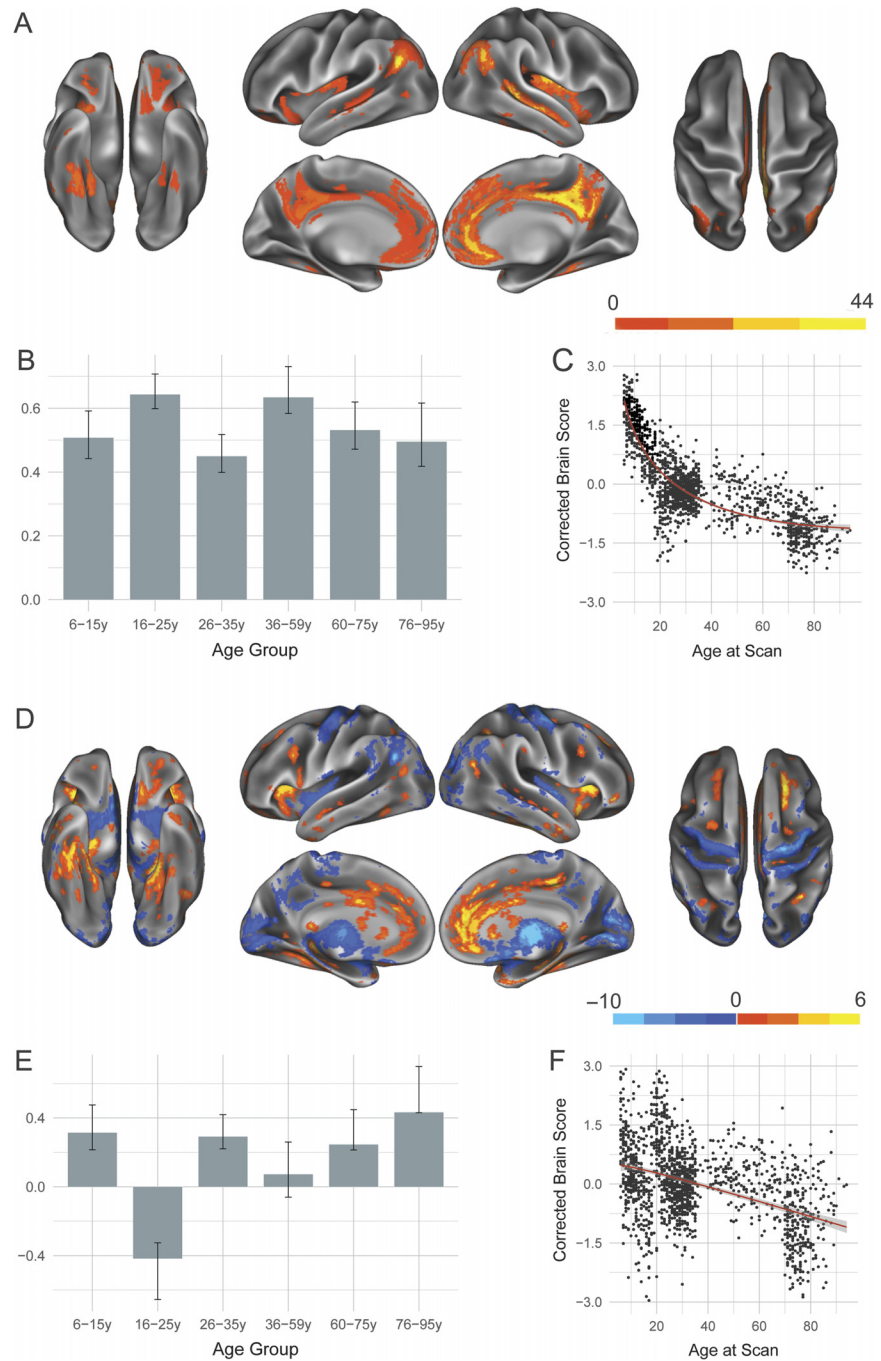 A
0 44
B
0.6
0.4
0.2
0.0
6–15y 16–25y 26–35y 36–59y 60–75y 76–95y
Age Group
C
Corrected Brain Score
3.0
1.5
0.0
−1.5
−3.0
20 40 60 80
Age at Scan
D
−10 0 6
E
0.4
0.0
−0.4
6–15y 16–25y 26–35y 36–59y 60–75y 76–95y
Age Group
F
Corrected Brain Score
3.0
1.5
0.0
−1.5
−3.0
20 40 60 80
Age at Scan